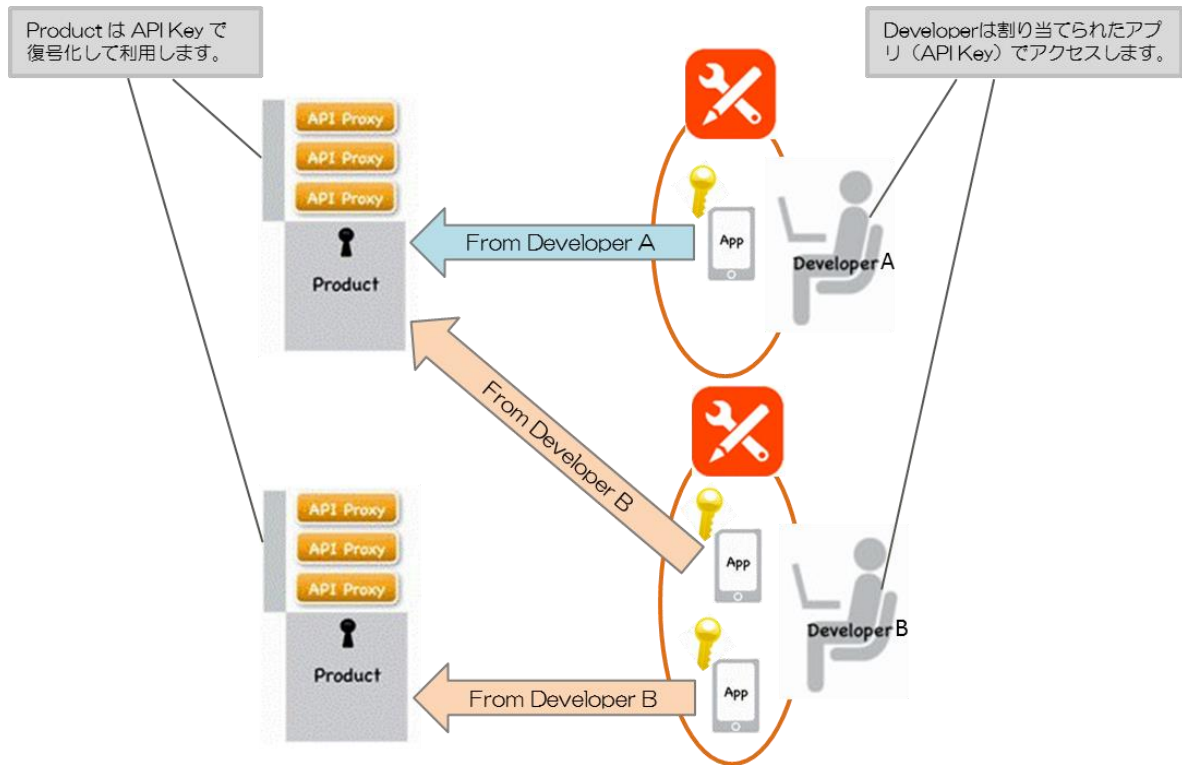 Product は API Key で
復号化して利用します。
Developerは割り当てられたアプ
リ（API Key）でアクセスします。
API Proxy
API Proxy
API Proxy
Product
From Developer A
App
Developer A
From Developer B
App
API Proxy
API Proxy
API Proxy
Product
From Developer B
App
Developer B